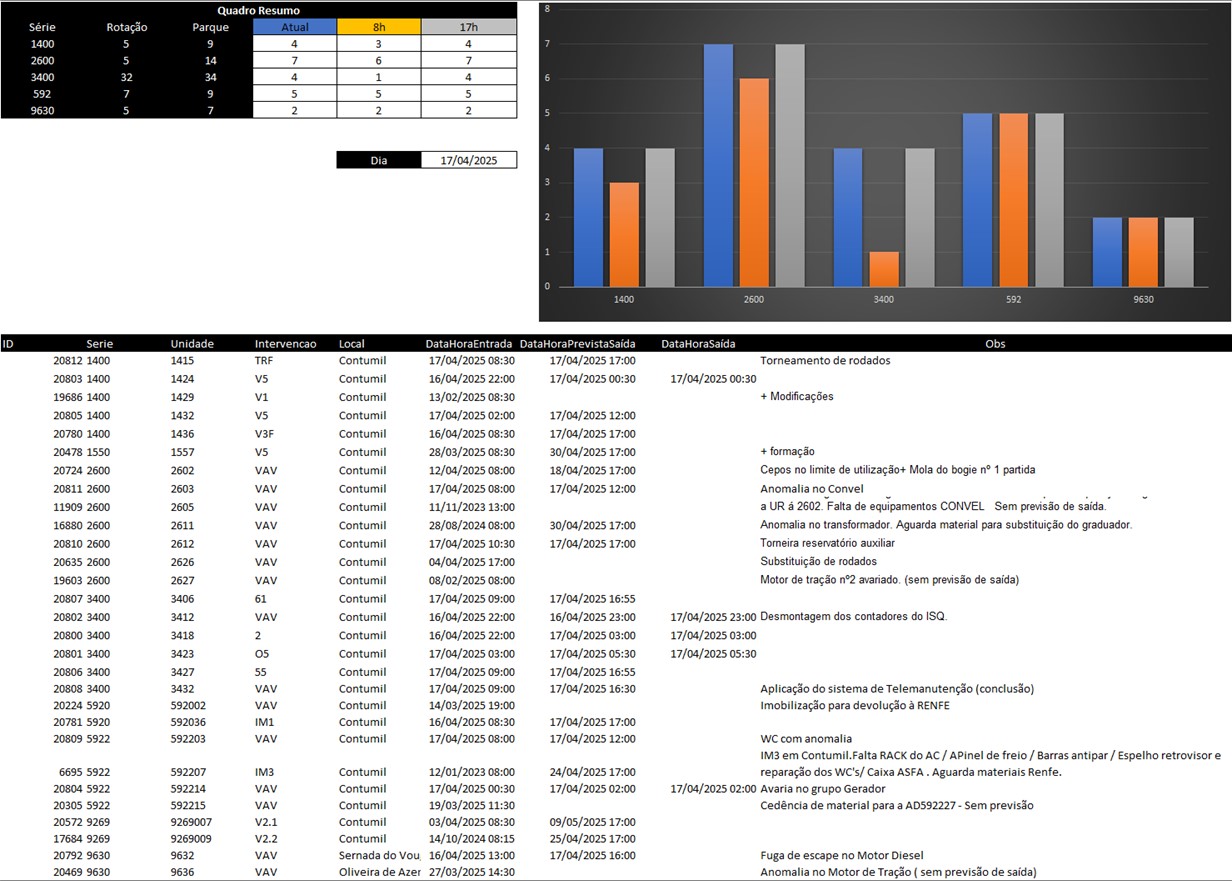 Quadro Resumo
Série Rotação Parque Atual 8h 17h
1400 5 9 4 3 4
2600 5 14 7 6 7
3400 32 34 4 1 4
592 7 9 5 5 5
9630 5 7 2 2 2
Dia 17/04/2025
8
7
6
5
4
3
2
1
0
1400 2600 3400 592 9630
ID Serie Unidade Intervencao Local DataHoraEntrada DataHoraPrevistaSaída DataHoraSaída Obs
20812 1400 1415 TRF Contumil 17/04/2025 08:30 17/04/2025 17:00 Torneamento de rodados
20803 1400 1424 V5 Contumil 16/04/2025 22:00 17/04/2025 00:30 17/04/2025 00:30
19686 1400 1429 V1 Contumil 13/02/2025 08:30 + Modificações
20805 1400 1432 V5 Contumil 17/04/2025 02:00 17/04/2025 12:00
20780 1400 1436 V3F Contumil 16/04/2025 08:30 17/04/2025 17:00
20478 1550 1557 V5 Contumil 28/03/2025 08:30 30/04/2025 17:00 + formação
20724 2600 2602 VAV Contumil 12/04/2025 08:00 18/04/2025 17:00 Cepos no limite de utilização+ Mola do bogie nº 1 partida
20811 2600 2603 VAV Contumil 17/04/2025 08:00 17/04/2025 12:00 Anomalia no Convel
11909 2600 2605 VAV Contumil 11/11/2023 13:00 a UR á 2602. Falta de equipamentos CONVEL Sem previsão de saída.
16880 2600 2611 VAV Contumil 28/08/2024 08:00 30/04/2025 17:00 Anomalia no transformador. Aguarda material para substituição do graduador.
20810 2600 2612 VAV Contumil 17/04/2025 10:30 17/04/2025 17:00 Torneira reservatório auxiliar
20635 2600 2626 VAV Contumil 04/04/2025 17:00 Substituição de rodados
19603 2600 2627 VAV Contumil 08/02/2025 08:00 Motor de tração nº2 avariado. (sem previsão de saída)
20807 3400 3406 61 Contumil 17/04/2025 09:00 17/04/2025 16:55
20802 3400 3412 VAV Contumil 16/04/2025 22:00 16/04/2025 23:00 17/04/2025 23:00 Desmontagem dos contadores do ISQ.
20800 3400 3418 2 Contumil 16/04/2025 22:00 17/04/2025 03:00 17/04/2025 03:00
20801 3400 3423 O5 Contumil 17/04/2025 03:00 17/04/2025 05:30 17/04/2025 05:30
20806 3400 3427 55 Contumil 17/04/2025 09:00 17/04/2025 16:55
20808 3400 3432 VAV Contumil 17/04/2025 09:00 17/04/2025 16:30 Aplicação do sistema de Telemanutenção (conclusão)
20224 5920 592002 VAV Contumil 14/03/2025 19:00 Imobilização para devolução à RENFE
20781 5920 592036 IM1 Contumil 16/04/2025 08:30 17/04/2025 17:00
20809 5922 592203 VAV Contumil 17/04/2025 08:00 17/04/2025 12:00 WC com anomalia
IM3 em Contumil.Falta RACK do AC / APinel de freio / Barras antipar / Espelho retrovisor e
6695 5922 592207 IM3 Contumil 12/01/2023 08:00 24/04/2025 17:00 reparação dos WC's/ Caixa ASFA . Aguarda materiais Renfe.
20804 5922 592214 VAV Contumil 17/04/2025 00:30 17/04/2025 02:00 17/04/2025 02:00 Avaria no grupo Gerador
20305 5922 592215 VAV Contumil 19/03/2025 11:30 Cedência de material para a AD592227 - Sem previsão
20572 9269 9269007 V2.1 Contumil 03/04/2025 08:30 09/05/2025 17:00
17684 9269 9269009 V2.2 Contumil 14/10/2024 08:15 25/04/2025 17:00
20792 9630 9632 VAV Sernada do Vou 16/04/2025 13:00 17/04/2025 16:00 Fuga de escape no Motor Diesel
20469 9630 9636 VAV Oliveira de Azer 27/03/2025 14:30 Anomalia no Motor de Tração ( sem previsão de saída)